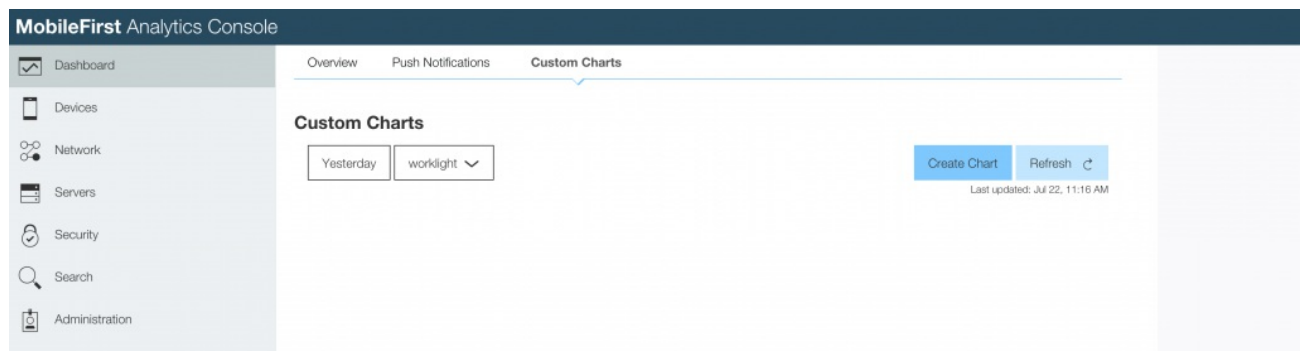 MobileFirst Analytics Console
Dashboard
Devices
Network
Servers
Security
Search
Administration
Overview Push Notifications Custom Charts
Custom Charts
Yesterday worklight Create Chart Refresh
Last updated: Jul 22, 11:16 AM